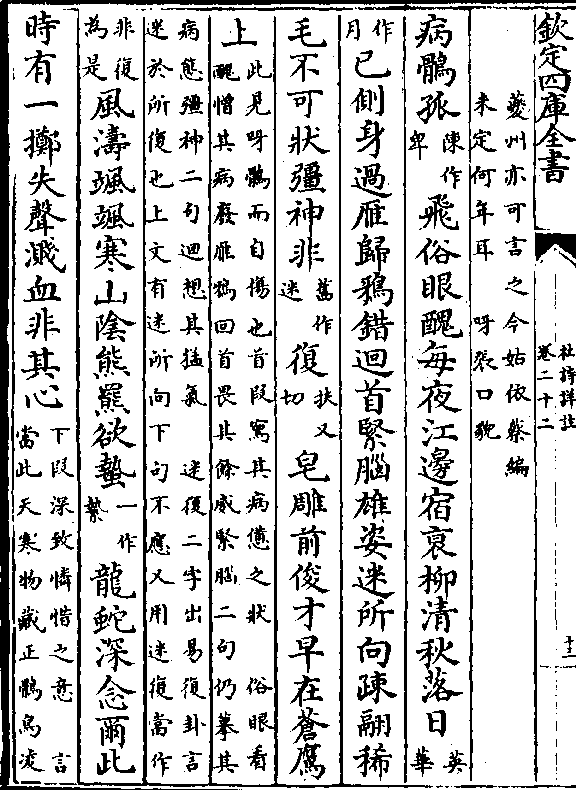 欽定四庫全書
杜詩詳註
卷二十二
夔州亦可言之今姑依蔡編
未定何年耳 呀張口貌
病鶻孤陳作卑飛俗眼醜每夜江邊宿衰柳清秋落日英華
作月已側身過雁歸鴉錯迴首緊腦雄姿迷所向疎翮稀
毛不可狀彊神非舊作迷復扶又切皂雕前俊才早在蒼鷹
上
此見呀鶻而自傷也首段寫其病憊之狀 俗眼看
醜憎其病廢雁鴉回首畏其餘威緊腦二句仍摹其
病態彊神二句迴想其猛氣 迷復二字出易復卦言
迷於所復也上文有迷所向下句不應又用迷復當作
非復為是風濤颯颯寒山陰熊羆欲蟄一作縶龍蛇深念爾此
時有一擲失聲濺血非其心
下段深致憐惜之意 言
當此天寒物藏正鶻鳥凌